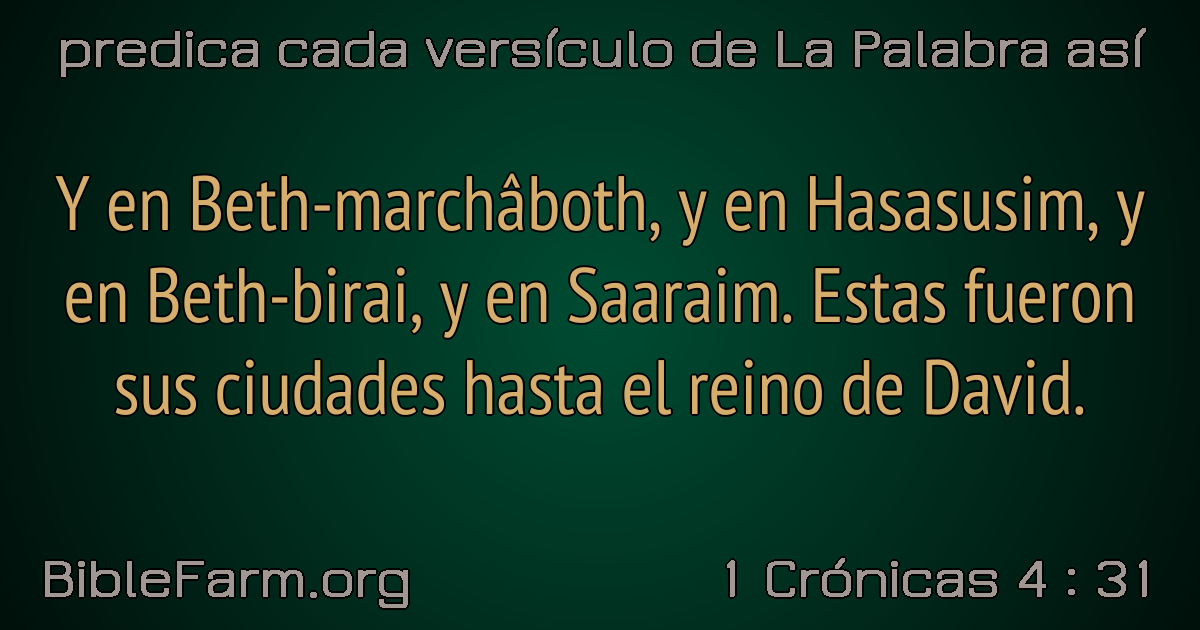 predica cada versículo de La Palabra así
Y en Beth-marchâboth, y en Hasasusim, y
en Beth-birai, y en Saaraim. Estas fueron
sus ciudades hasta el reino de David.
BibleFarm.org
1 Crónicas 4 : 31